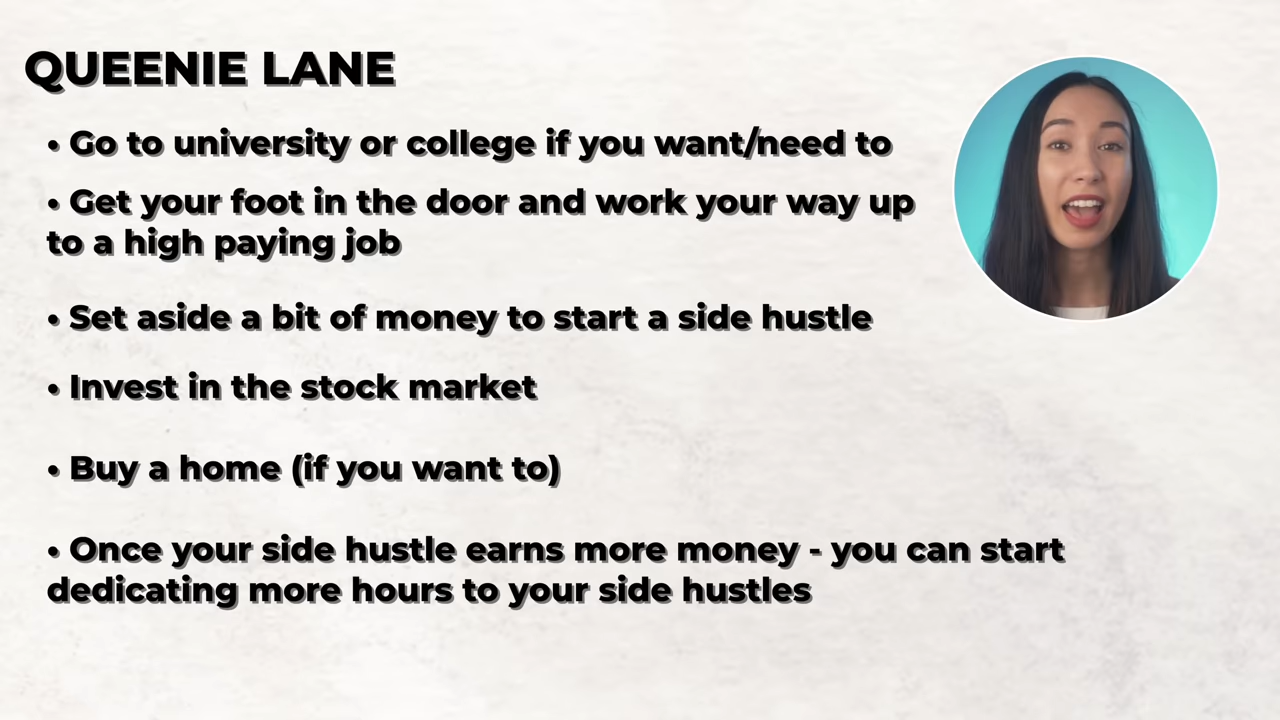 QUEENIE LANE
• Go to university or college if you want/need to
• Get your foot in the door and work your way up
to a high paying job
• Set aside a bit of money to start a side hustle
• Invest in the stock market
• Buy a home (if you want to)
• Once your side hustle earns more money - you can start
dedicating more hours to your side hustles